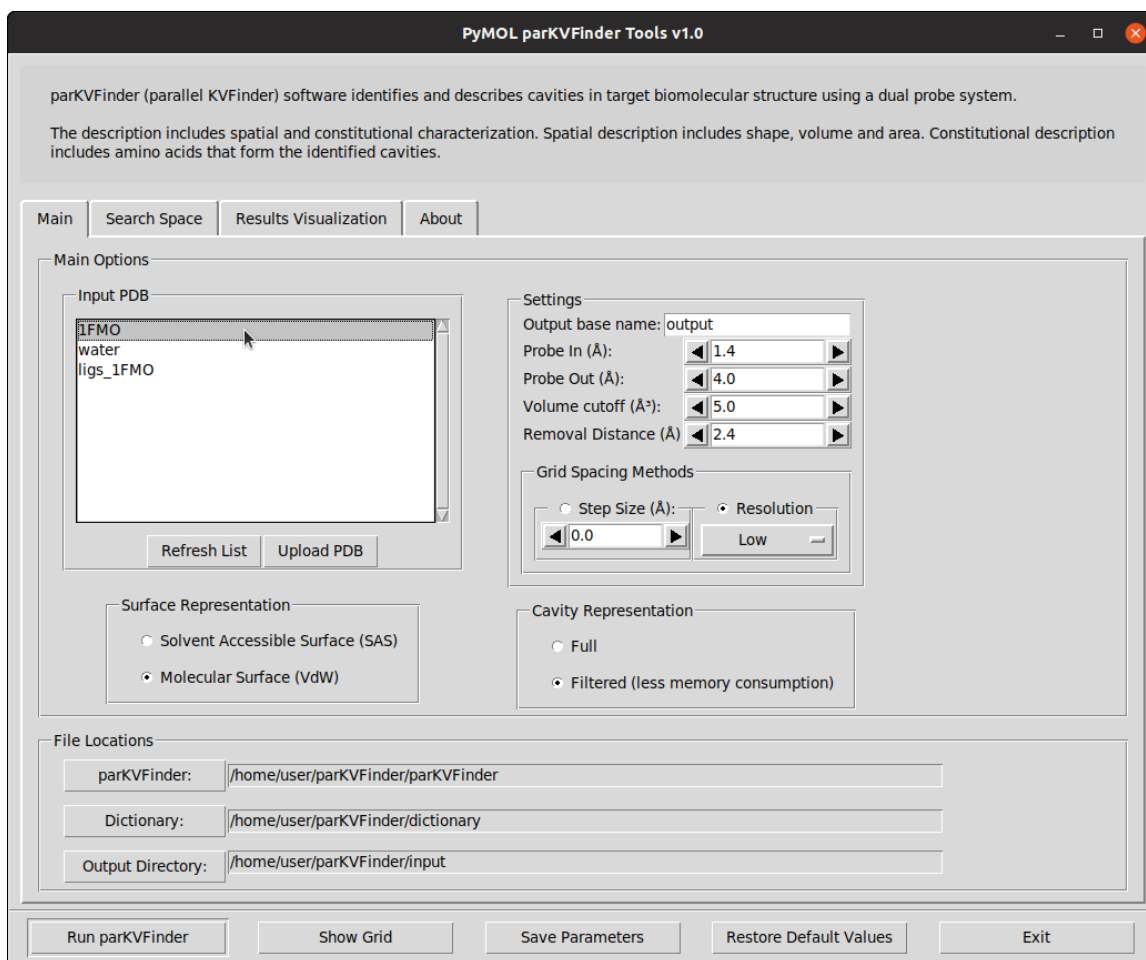 PyMOL parKVFinder Tools v1.0
parKVFinder (parallel KVFinder) software identifies and describes cavities in target biomolecular structure using a dual probe system.
The description includes spatial and constitutional characterization. Spatial description includes shape, volume and area. Constitutional description
includes amino acids that form the identified cavities.
Main Search Space Results Visualization About
Main Options
Input PDB
1FMO
water
ligs_1FMO
Refresh List Upload PDB
Settings
Output base name: output
Probe In (Å): 1.4
Probe Out (Å): 4.0
Volume cutoff (Å³): 5.0
Removal Distance (Å) 2.4
Grid Spacing Methods
Step Size (Å): Resolution
0.0 Low
Surface Representation
Solvent Accessible Surface (SAS)
Molecular Surface (VdW)
Cavity Representation
Full
Filtered (less memory consumption)
File Locations
parKVFinder: /home/user/parKVFinder/parKVFinder
Dictionary: /home/user/parKVFinder/dictionary
Output Directory: /home/user/parKVFinder/input
Run parKVFinder Show Grid Save Parameters Restore Default Values Exit